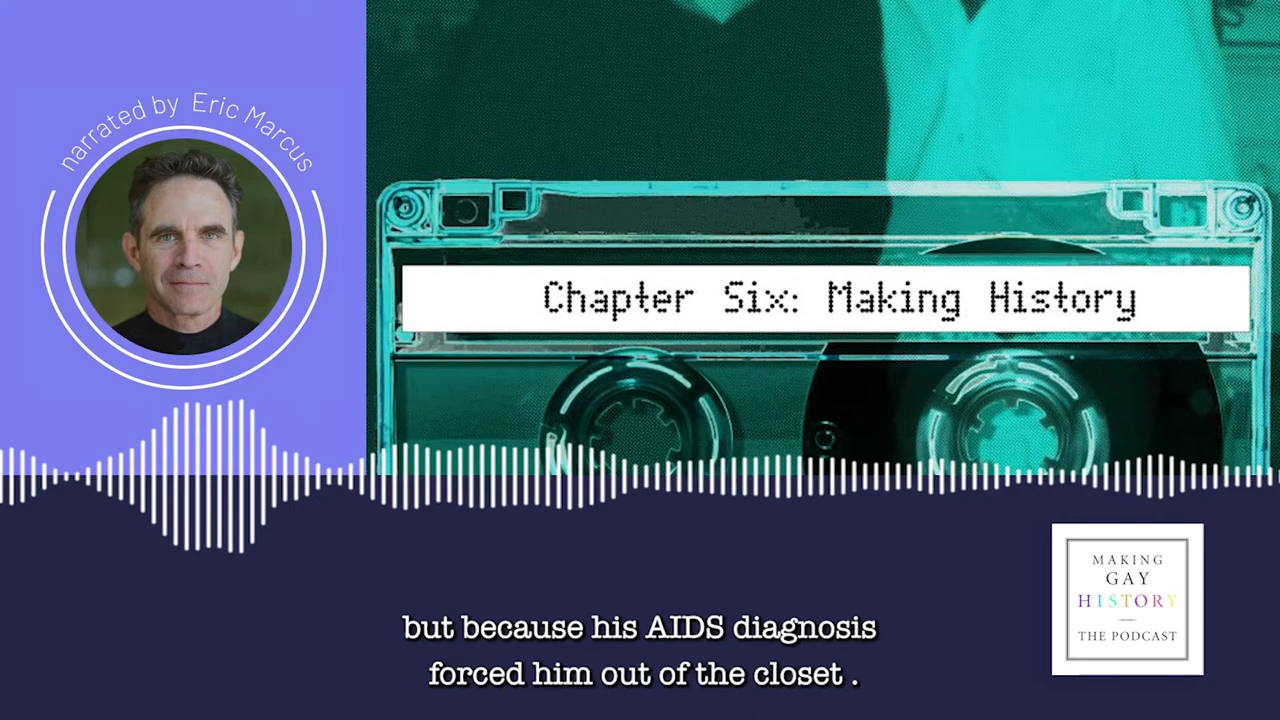 narrated by Eric Marcus
Chapter Six: Making History
but because his AIDS diagnosis
forced him out of the closet .
MAKING
GAY
HISTORY
THE PODCAST